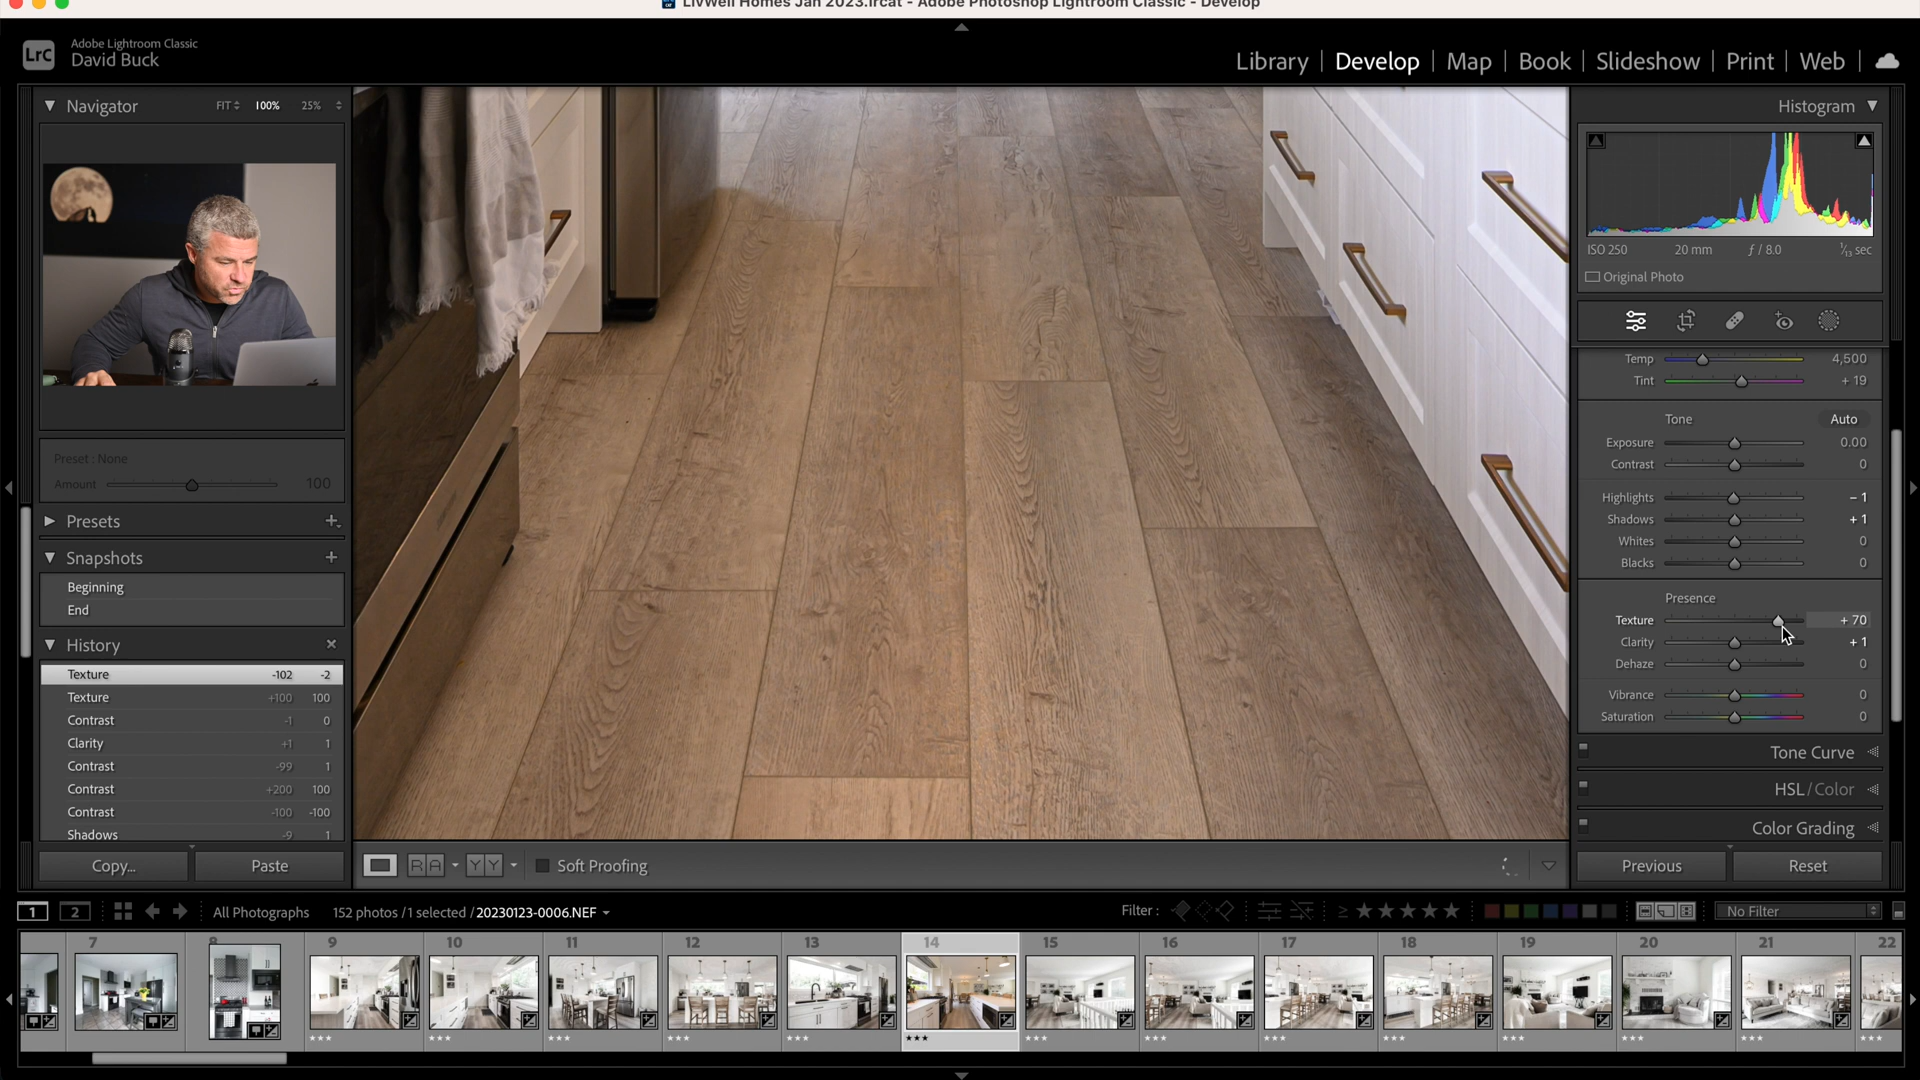 LivWell Homes Jan 2023.lrcat - Adobe Photoshop Lightroom Classic - Develop
LrC
Adobe Lightroom Classic
David Buck
Library | Develop | Map | Book | Slideshow | Print | Web
Navigator FIT 100% 25%
Preset : None
Amount 100
Presets
Snapshots
Beginning
End
History
Texture -102 -2
Texture +100 100
Contrast -1 0
Clarity +1 1
Contrast -99 1
Contrast +200 100
Contrast -100 -100
Shadows -9 1
Copy... Paste
R A Y Y Soft Proofing
Histogram
ISO 250 20 mm ƒ / 8.0 1/13 sec
Original Photo
Temp 4,500
Tint + 19
Tone Auto
Exposure 0.00
Contrast 0
Highlights – 1
Shadows + 1
Whites 0
Blacks 0
Presence
Texture + 70
Clarity + 1
Dehaze 0
Vibrance 0
Saturation 0
Tone Curve
HSL / Color
Color Grading
Previous Reset
1 2 All Photographs 152 photos / 1 selected / 20230123-0006.NEF Filter : No Filter
7 8 9 10 11 12 13 14 15 16 17 18 19 20 21 22